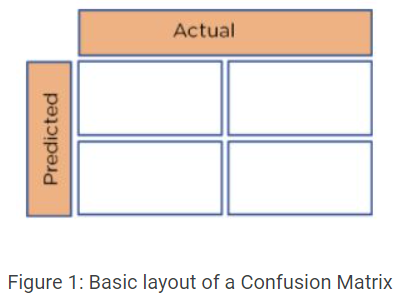 Actual
Predicted
Figure 1: Basic layout of a Confusion Matrix